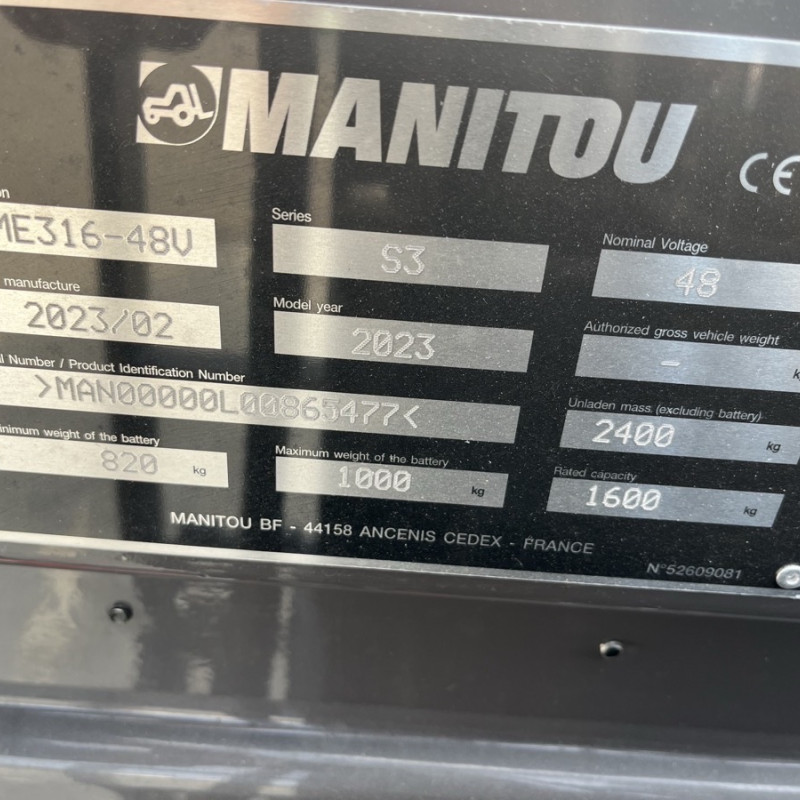 MANITOU
CE
on
ME316-48V
Series
S3
Nominal Voltage
48
manufacture
2023/02
Model year
2023
Authorized gross vehicle weight
-
k
l Number / Product Identification Number
>MAN00000L00865477<
Unladen mass (excluding battery)
2400 kg
inimum weight of the battery
820 kg
Maximum weight of the battery
1000 kg
Rated capacity
1600 kg
MANITOU BF - 44158 ANCENIS CEDEX - FRANCE
N°52609081